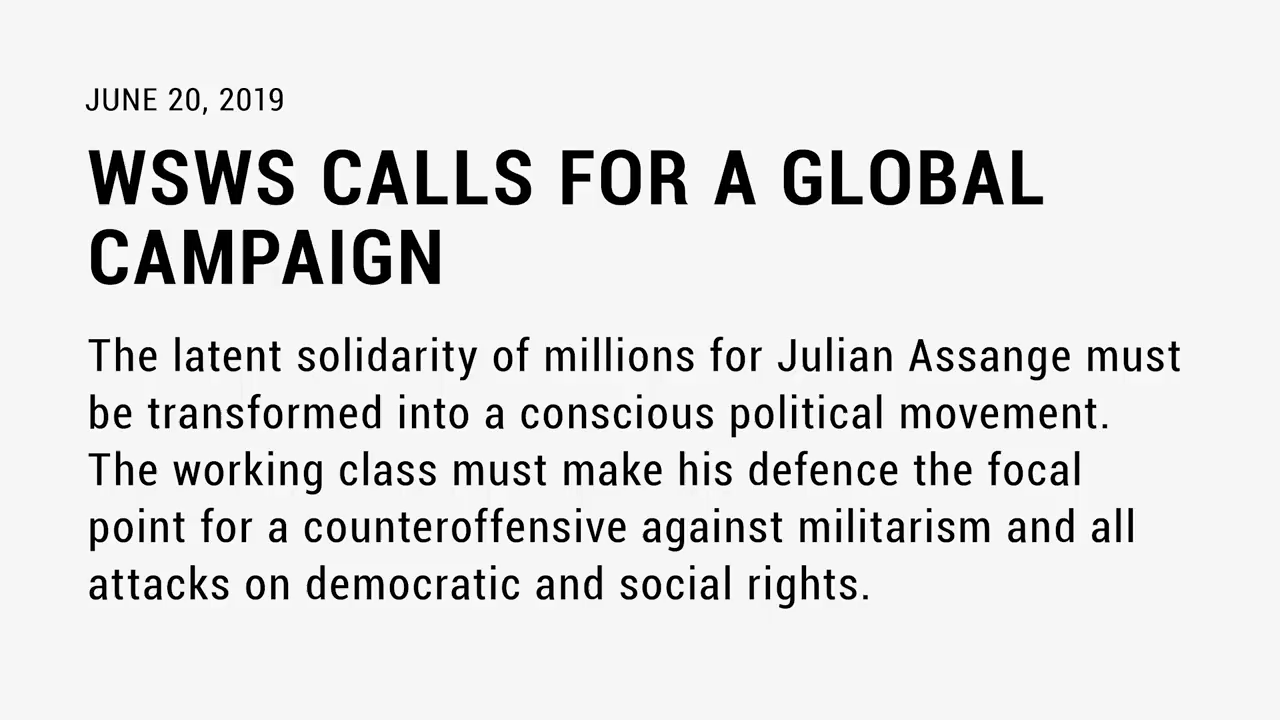 JUNE 20, 2019
WSWS CALLS FOR A GLOBAL
CAMPAIGN
The latent solidarity of millions for Julian Assange must
be transformed into a conscious political movement.
The working class must make his defence the focal
point for a counteroffensive against militarism and all
attacks on democratic and social rights.